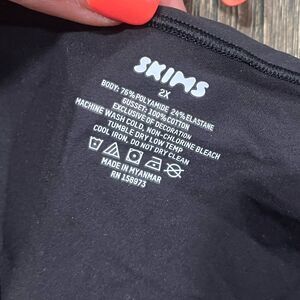 SKIMS
2X
BODY: 76% POLYAMIDE 24% ELASTANE
GUSSET: 100% COTTON
EXCLUSIVE OF DECORATION
MACHINE WASH COLD, NON-CHLORINE BLEACH
TUMBLE DRY LOW TEMP
COOL IRON, DO NOT DRY CLEAN
MADE IN MYANMAR
RN 158973